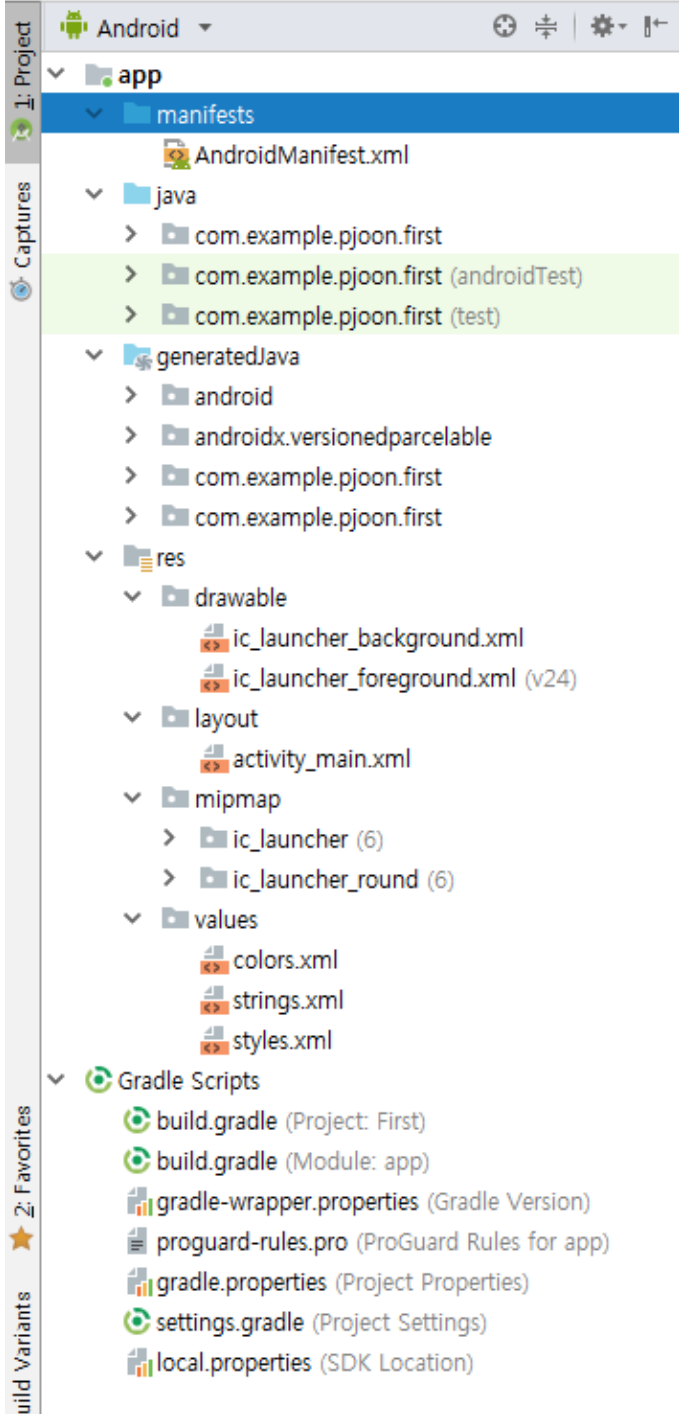 Android
1: Project
Captures
2: Favorites
uild Variants
app
manifests
AndroidManifest.xml
java
com.example.pjoon.first
com.example.pjoon.first (androidTest)
com.example.pjoon.first (test)
generatedJava
android
androidx.versionedparcelable
com.example.pjoon.first
com.example.pjoon.first
res
drawable
ic_launcher_background.xml
ic_launcher_foreground.xml (v24)
layout
activity_main.xml
mipmap
ic_launcher (6)
ic_launcher_round (6)
values
colors.xml
strings.xml
styles.xml
Gradle Scripts
build.gradle (Project: First)
build.gradle (Module: app)
gradle-wrapper.properties (Gradle Version)
proguard-rules.pro (ProGuard Rules for app)
gradle.properties (Project Properties)
settings.gradle (Project Settings)
local.properties (SDK Location)